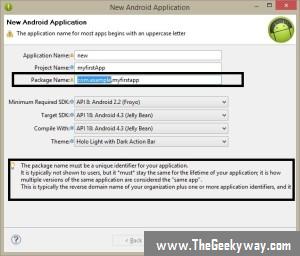 New Android Application
New Android Application
The application name for most apps begins with an uppercase letter
Application Name: new
Project Name: myfirstApp
Package Name: com.example.myfirstapp
Minimum Required SDK: API 8: Android 2.2 (Froyo)
Target SDK: API 18: Android 4.3 (Jelly Bean)
Compile With: API 18: Android 4.3 (Jelly Bean)
Theme: Holo Light with Dark Action Bar
The package name must be a unique identifier for your application.
It is typically not shown to users, but it *must* stay the same for the lifetime of your application; it is how
multiple versions of the same application are considered the "same app".
This is typically the reverse domain name of your organization plus one or more application identifiers, and it
< Back
www.TheGeekyway.com